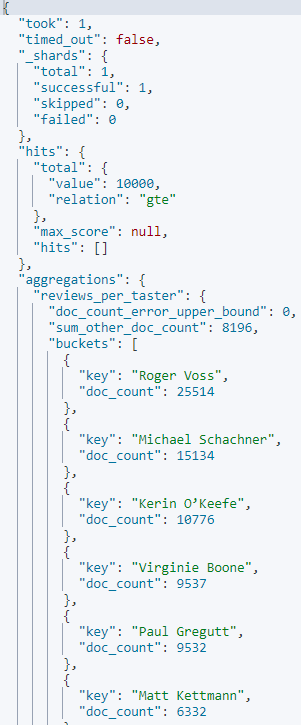 {
"took": 1,
"timed_out": false,
"_shards": {
"total": 1,
"successful": 1,
"skipped": 0,
"failed": 0
},
"hits": {
"total": {
"value": 10000,
"relation": "gte"
},
"max_score": null,
"hits": []
},
"aggregations": {
"reviews_per_taster": {
"doc_count_error_upper_bound": 0,
"sum_other_doc_count": 8196,
"buckets": [
{
"key": "Roger Voss",
"doc_count": 25514
},
{
"key": "Michael Schachner",
"doc_count": 15134
},
{
"key": "Kerin O’Keefe",
"doc_count": 10776
},
{
"key": "Virginie Boone",
"doc_count": 9537
},
{
"key": "Paul Gregutt",
"doc_count": 9532
},
{
"key": "Matt Kettmann",
"doc_count": 6332
}